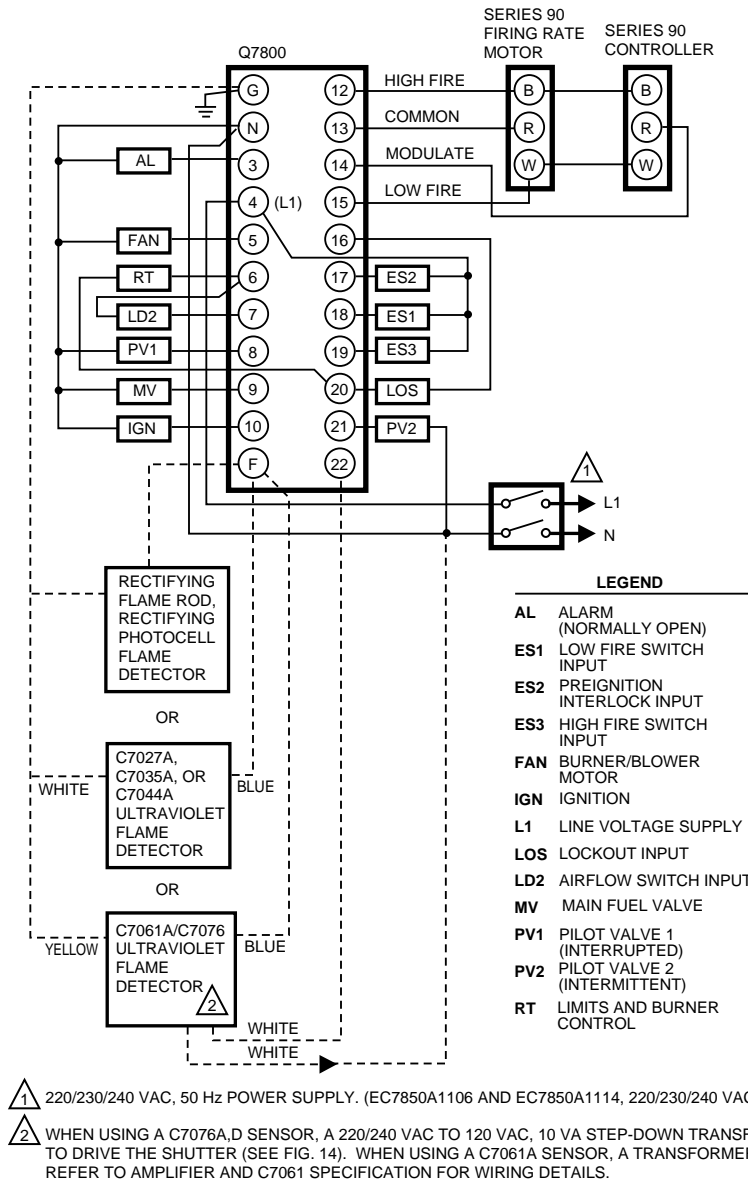 SERIES 90
FIRING RATE
MOTOR
SERIES 90
CONTROLLER
Q7800
G
12
HIGH FIRE
B
B
N
13
COMMON
R
R
AL
3
14
MODULATE
W
W
4
(L1)
15
LOW FIRE
FAN
5
16
RT
6
17
ES2
LD2
7
18
ES1
PV1
8
19
ES3
MV
9
20
LOS
IGN
10
21
PV2
F
22
1
L1
N
RECTIFYING
FLAME ROD,
RECTIFYING
PHOTOCELL
FLAME
DETECTOR
OR
C7027A,
C7035A, OR
C7044A
ULTRAVIOLET
FLAME
DETECTOR
WHITE
BLUE
OR
C7061A/C7076
ULTRAVIOLET
FLAME
DETECTOR
2
YELLOW
BLUE
WHITE
WHITE
LEGEND
AL ALARM
(NORMALLY OPEN)
ES1 LOW FIRE SWITCH
INPUT
ES2 PREIGNITION
INTERLOCK INPUT
ES3 HIGH FIRE SWITCH
INPUT
FAN BURNER/BLOWER
MOTOR
IGN IGNITION
L1 LINE VOLTAGE SUPPLY
LOS LOCKOUT INPUT
LD2 AIRFLOW SWITCH INPUT
MV MAIN FUEL VALVE
PV1 PILOT VALVE 1
(INTERRUPTED)
PV2 PILOT VALVE 2
(INTERMITTENT)
RT LIMITS AND BURNER
CONTROL
1 220/230/240 VAC, 50 Hz POWER SUPPLY. (EC7850A1106 AND EC7850A1114, 220/230/240 VAC
2 WHEN USING A C7076A,D SENSOR, A 220/240 VAC TO 120 VAC, 10 VA STEP-DOWN TRANSF
TO DRIVE THE SHUTTER (SEE FIG. 14). WHEN USING A C7061A SENSOR, A TRANSFORME
REFER TO AMPLIFIER AND C7061 SPECIFICATION FOR WIRING DETAILS.